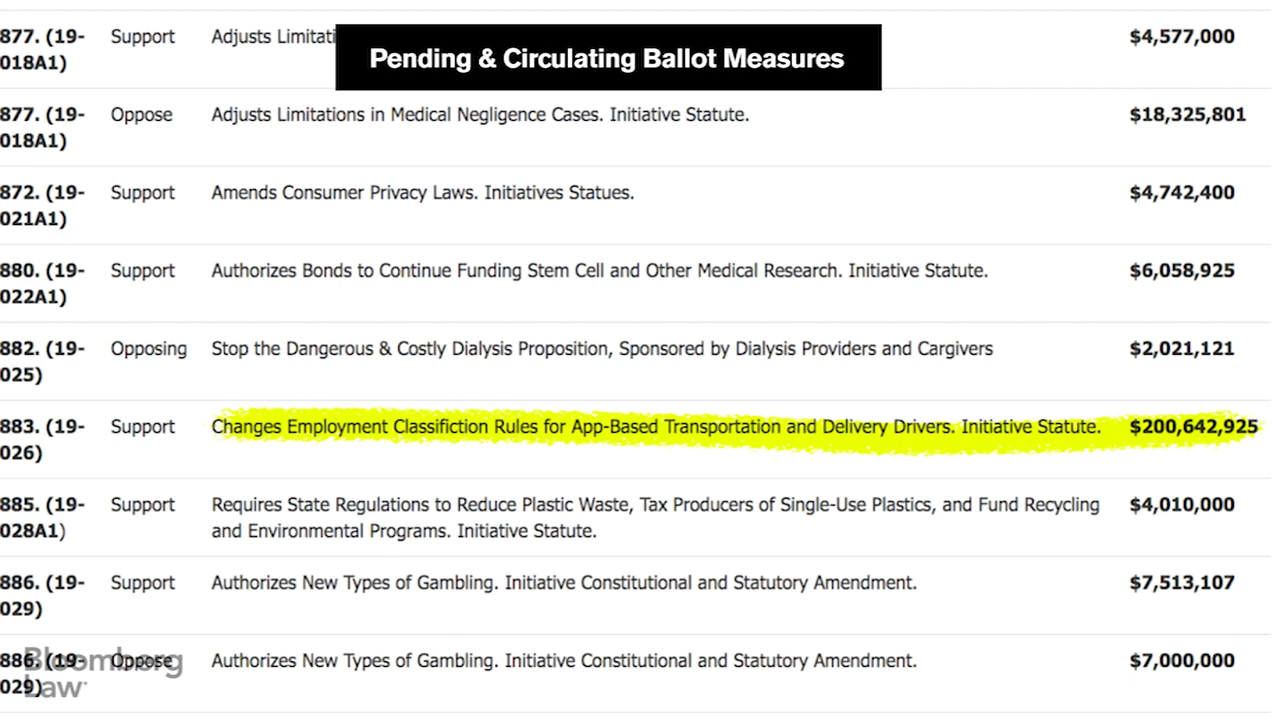 Pending & Circulating Ballot Measures
877. (19- Support Adjusts Limitati $4,577,000
018A1)
877. (19- Oppose Adjusts Limitations in Medical Negligence Cases. Initiative Statute. $18,325,801
018A1)
872. (19- Support Amends Consumer Privacy Laws. Initiatives Statues. $4,742,400
021A1)
880. (19- Support Authorizes Bonds to Continue Funding Stem Cell and Other Medical Research. Initiative Statute. $6,058,925
022A1)
882. (19- Opposing Stop the Dangerous & Costly Dialysis Proposition, Sponsored by Dialysis Providers and Cargivers $2,021,121
025)
883. (19- Support Changes Employment Classifiction Rules for App-Based Transportation and Delivery Drivers. Initiative Statute. $200,642,925
026)
885. (19- Support Requires State Regulations to Reduce Plastic Waste, Tax Producers of Single-Use Plastics, and Fund Recycling $4,010,000
028A1) and Environmental Programs. Initiative Statute.
886. (19- Support Authorizes New Types of Gambling. Initiative Constitutional and Statutory Amendment. $7,513,107
029)
886. (19- Oppose Authorizes New Types of Gambling. Initiative Constitutional and Statutory Amendment. $7,000,000
029)
Bloomberg
Law